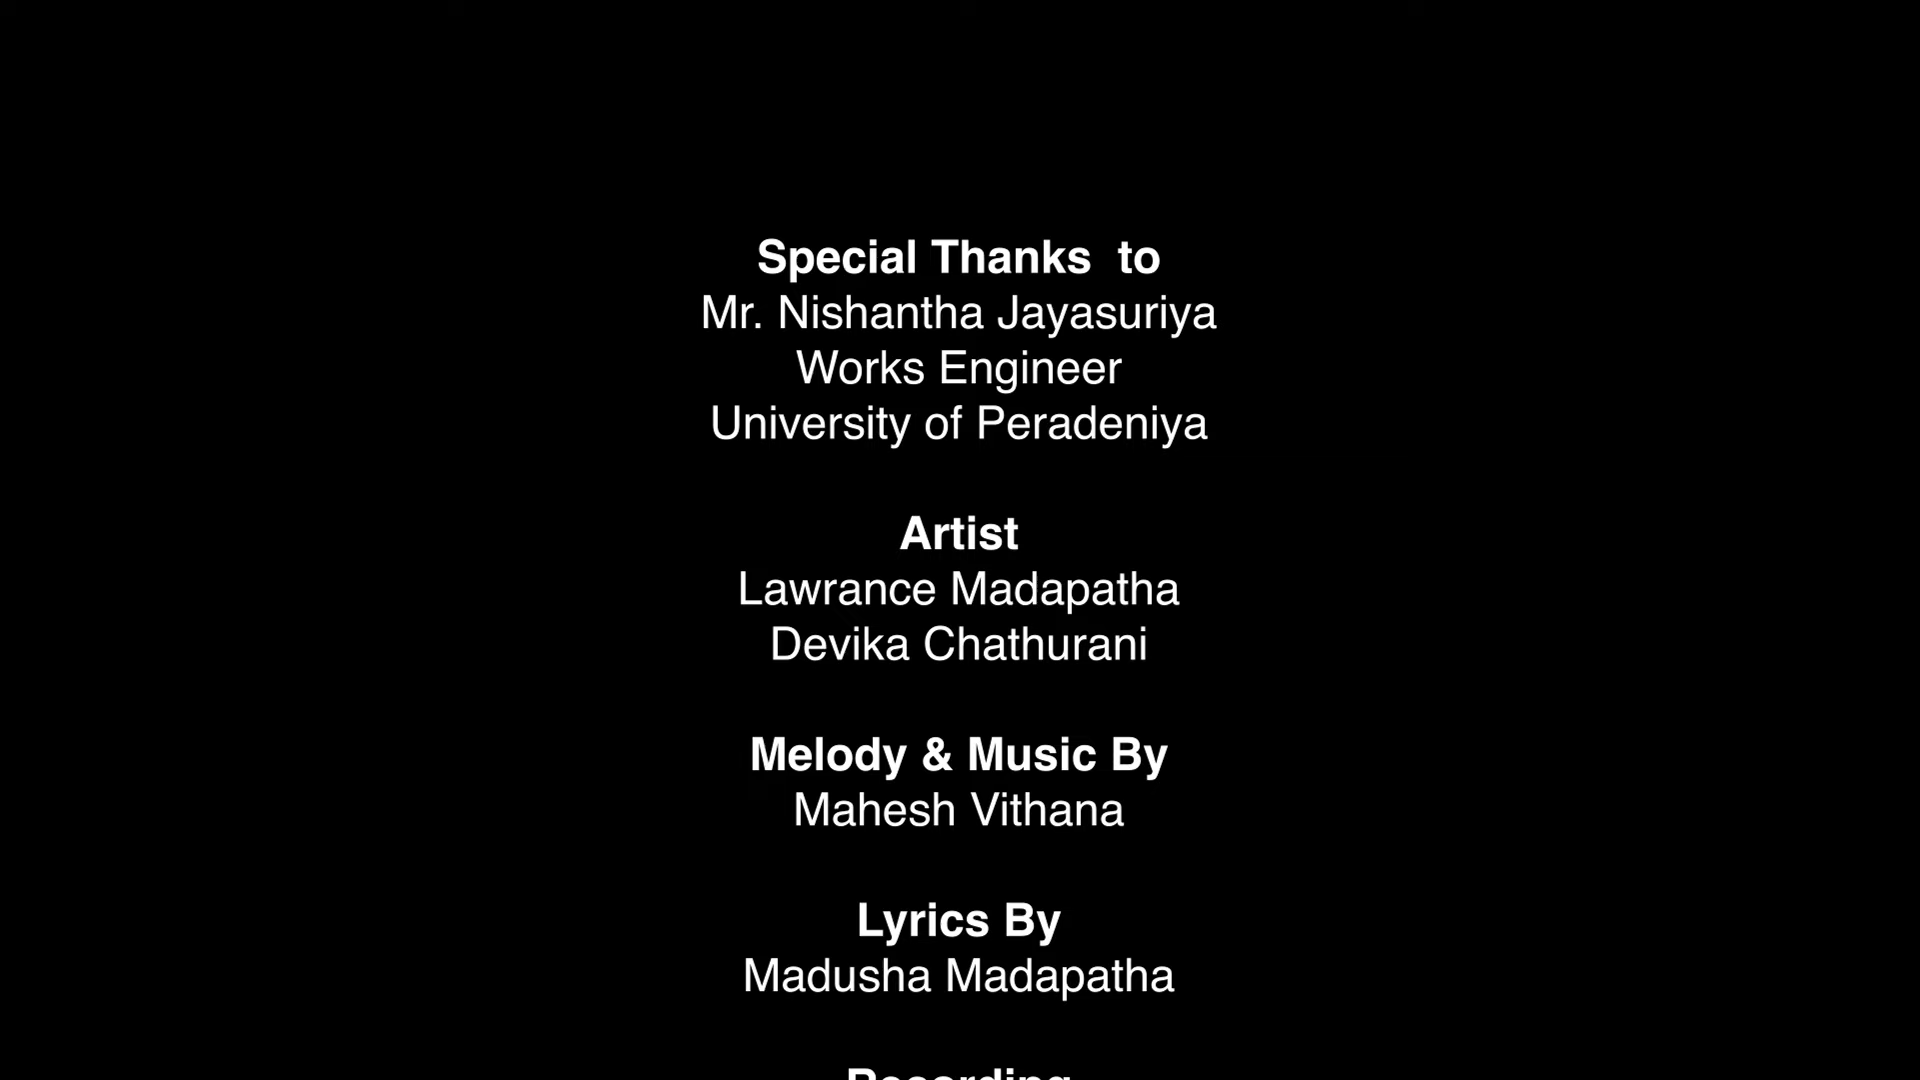 Special Thanks  to
Mr. Nishantha Jayasuriya
Works Engineer
University of Peradeniya
Artist
Lawrance Madapatha
Devika Chathurani
Melody & Music By
Mahesh Vithana
Lyrics By
Madusha Madapatha
Recording